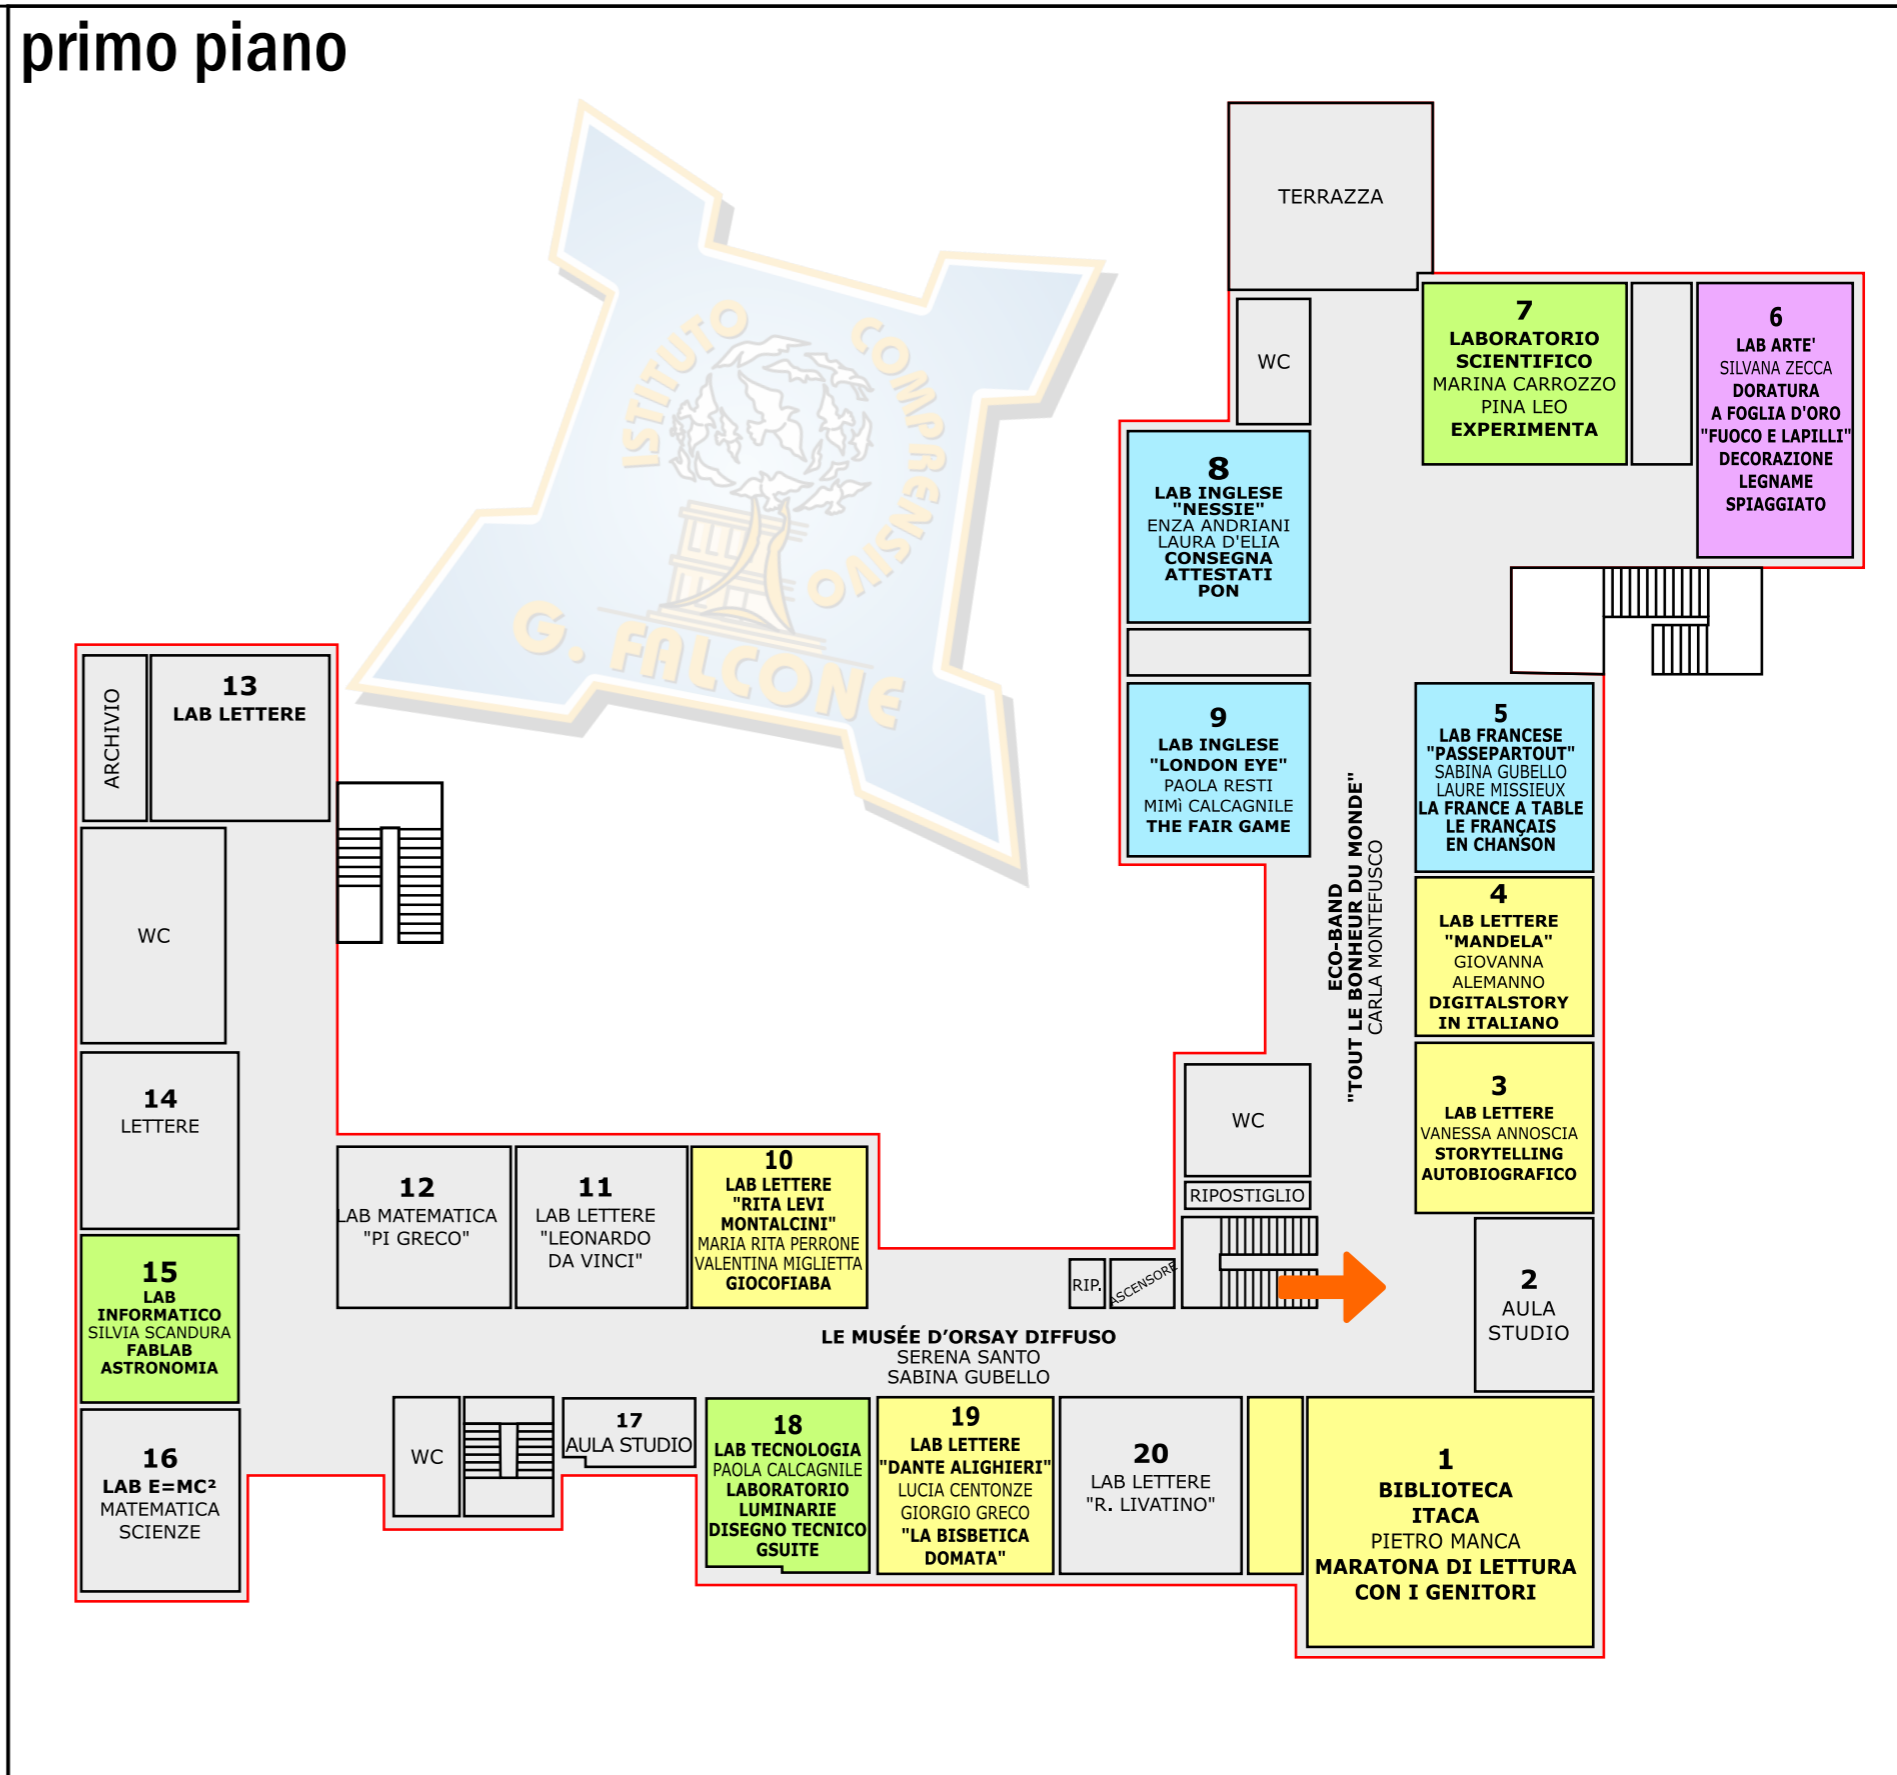 primo piano
ISTITUTO
COMPRENSIVO
G. FALCONE
TERRAZZA
WC
7
LABORATORIO
SCIENTIFICO
MARINA CARROZZO
PINA LEO
EXPERIMENTA
6
LAB ARTE'
SILVANA ZECCA
DORATURA
A FOGLIA D'ORO
"FUOCO E LAPILLI"
DECORAZIONE
LEGNAME
SPIAGGIATO
8
LAB INGLESE
"NESSIE"
ENZA ANDRIANI
LAURA D'ELIA
CONSEGNA
ATTESTATI
PON
9
LAB INGLESE
"LONDON EYE"
PAOLA RESTI
MIMì CALCAGNILE
THE FAIR GAME
5
LAB FRANCESE
"PASSEPARTOUT"
SABINA GUBELLO
LAURE MISSIEUX
LA FRANCE A TABLE
LE FRANÇAIS
EN CHANSON
ECO-BAND
"TOUT LE BONHEUR DU MONDE"
CARLA MONTEFUSCO
4
LAB LETTERE
"MANDELA"
GIOVANNA
ALEMANNO
DIGITALSTORY
IN ITALIANO
3
LAB LETTERE
VANESSA ANNOSCIA
STORYTELLING
AUTOBIOGRAFICO
ARCHIVIO
13
LAB LETTERE
WC
14
LETTERE
15
LAB
INFORMATICO
SILVIA SCANDURA
FABLAB
ASTRONOMIA
16
LAB E=MC²
MATEMATICA
SCIENZE
12
LAB MATEMATICA
"PI GRECO"
11
LAB LETTERE
"LEONARDO
DA VINCI"
10
LAB LETTERE
"RITA LEVI
MONTALCINI"
MARIA RITA PERRONE
VALENTINA MIGLIETTA
GIOCOFIABA
WC
RIPOSTIGLIO
RIP.
ASCENSORE
2
AULA
STUDIO
LE MUSÉE D'ORSAY DIFFUSO
SERENA SANTO
SABINA GUBELLO
WC
17
AULA STUDIO
18
LAB TECNOLOGIA
PAOLA CALCAGNILE
LABORATORIO
LUMINARIE
DISEGNO TECNICO
GSUITE
19
LAB LETTERE
"DANTE ALIGHIERI"
LUCIA CENTONZE
GIORGIO GRECO
"LA BISBETICA
DOMATA"
20
LAB LETTERE
"R. LIVATINO"
1
BIBLIOTECA
ITACA
PIETRO MANCA
MARATONA DI LETTURA
CON I GENITORI